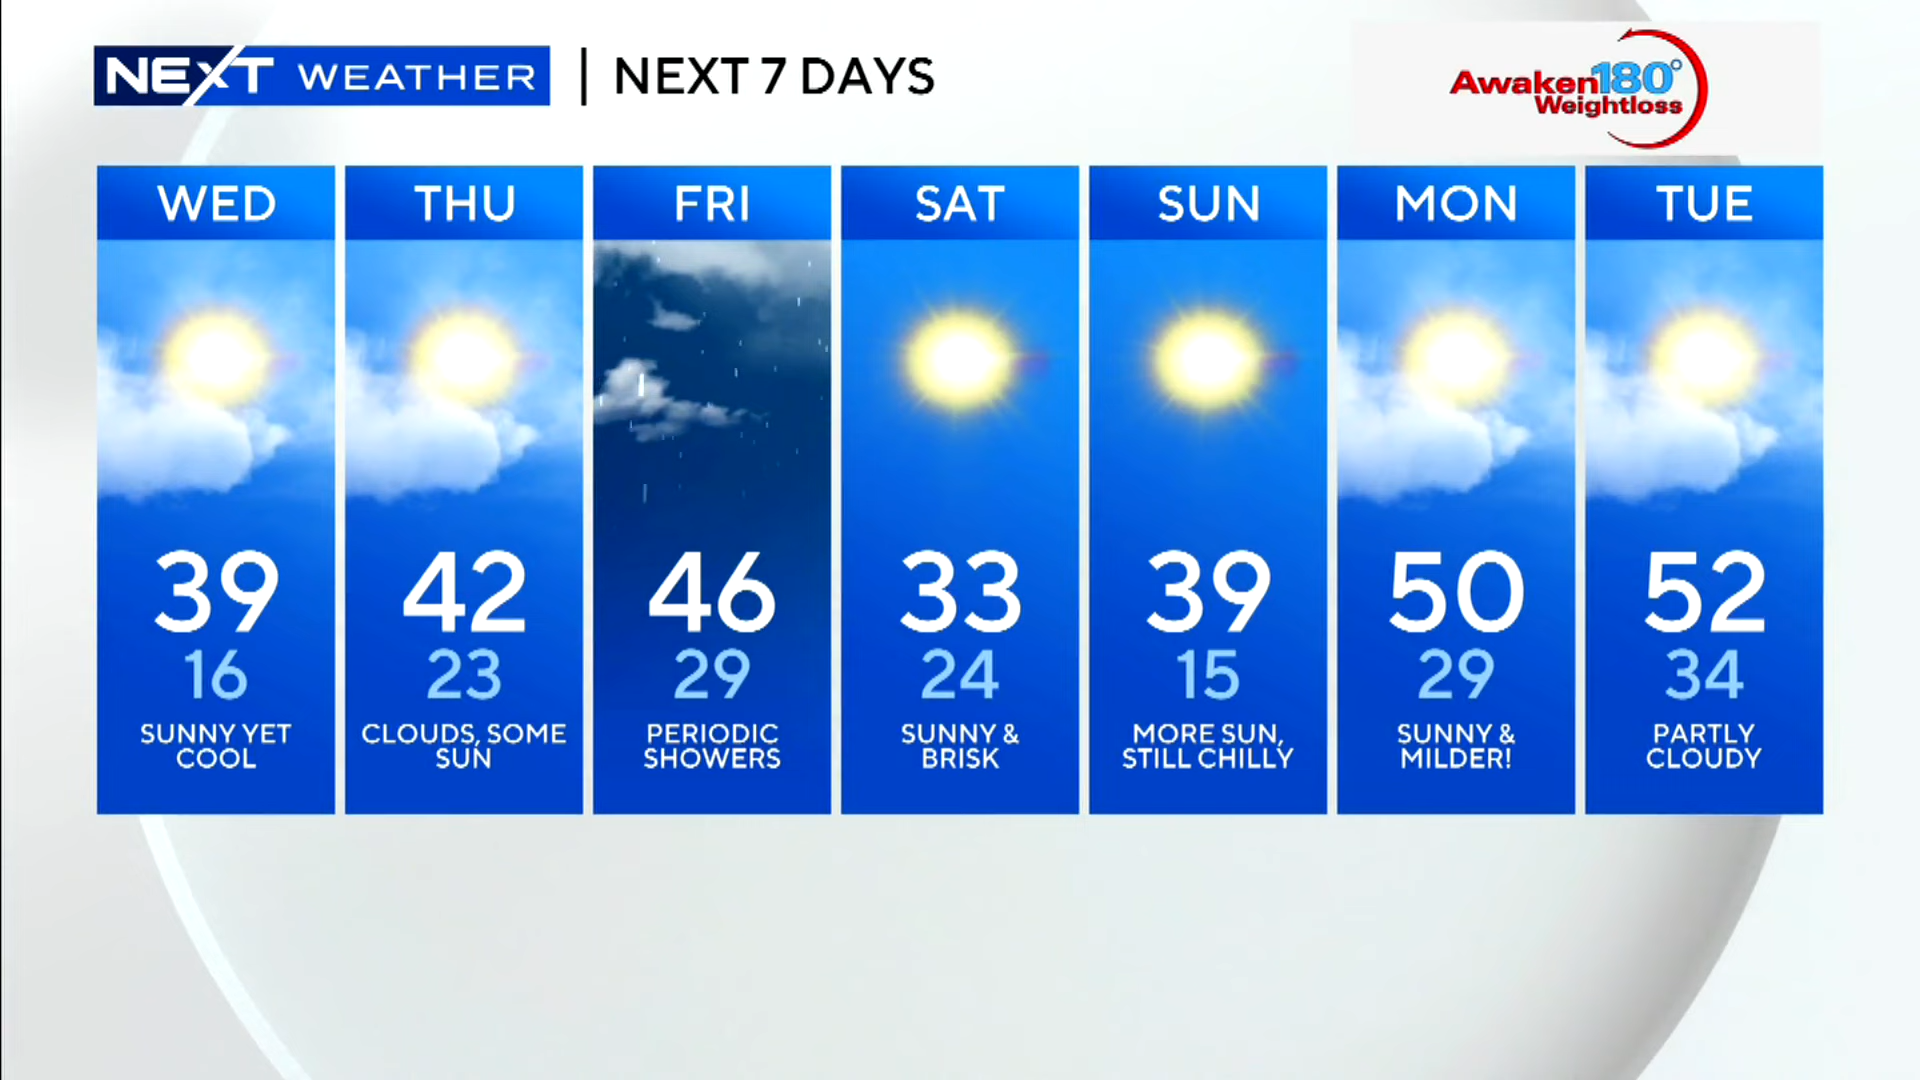 NEXT WEATHER | NEXT 7 DAYS
Awaken180°
Weightloss
WED
39
16
SUNNY YET
COOL
THU
42
23
CLOUDS, SOME
SUN
FRI
46
29
PERIODIC
SHOWERS
SAT
33
24
SUNNY &
BRISK
SUN
39
15
MORE SUN,
STILL CHILLY
MON
50
29
SUNNY &
MILDER!
TUE
52
34
PARTLY
CLOUDY